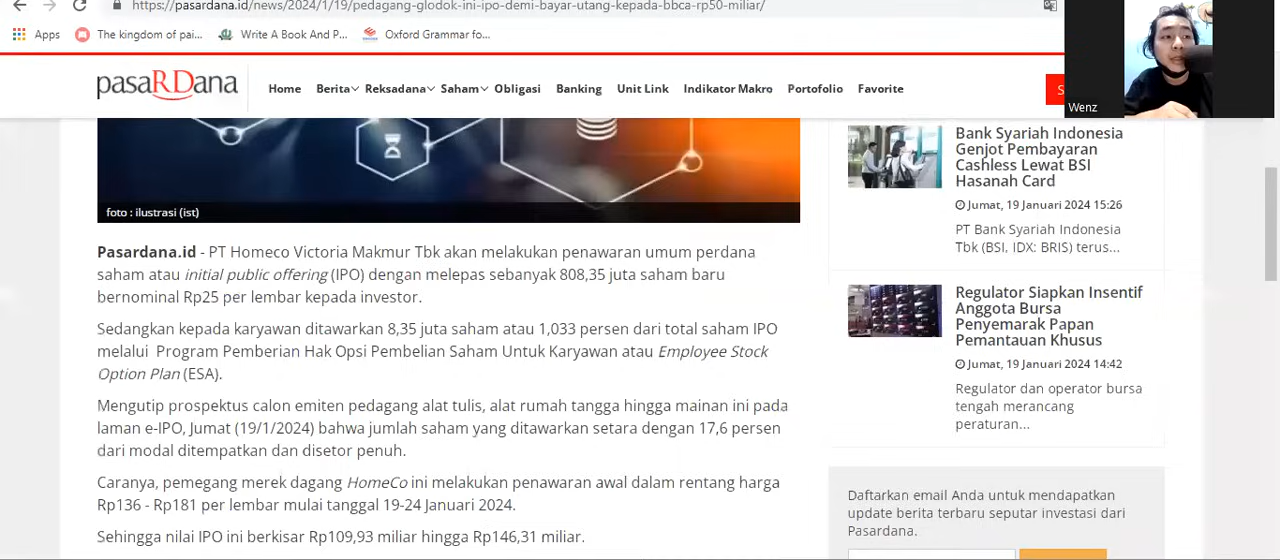 https://pasardana.id/news/2024/1/19/pedagang-glodok-ini-ipo-demi-bayar-utang-kepada-bbca-rp50-miliar/
Apps
The kingdom of pai...
Write A Book And P...
Oxford Grammar fo...
Wenz
pasaRDana
Home
Berita
Reksadana
Saham
Obligasi
Banking
Unit Link
Indikator Makro
Portofolio
Favorite
S
foto : ilustrasi (ist)
Pasardana.id - PT Homeco Victoria Makmur Tbk akan melakukan penawaran umum perdana
saham atau initial public offering (IPO) dengan melepas sebanyak 808,35 juta saham baru
bernominal Rp25 per lembar kepada investor.
Sedangkan kepada karyawan ditawarkan 8,35 juta saham atau 1,033 persen dari total saham IPO
melalui Program Pemberian Hak Opsi Pembelian Saham Untuk Karyawan atau Employee Stock
Option Plan (ESA).
Mengutip prospektus calon emiten pedagang alat tulis, alat rumah tangga hingga mainan ini pada
laman e-IPO, Jumat (19/1/2024) bahwa jumlah saham yang ditawarkan setara dengan 17,6 persen
dari modal ditempatkan dan disetor penuh.
Caranya, pemegang merek dagang HomeCo ini melakukan penawaran awal dalam rentang harga
Rp136 - Rp181 per lembar mulai tanggal 19-24 Januari 2024.
Sehingga nilai IPO ini berkisar Rp109,93 miliar hingga Rp146,31 miliar.
Bank Syariah Indonesia
Genjot Pembayaran
Cashless Lewat BSI
Hasanah Card
Jumat, 19 Januari 2024 15:26
PT Bank Syariah Indonesia
Tbk (BSI, IDX: BRIS) terus...
Regulator Siapkan Insentif
Anggota Bursa
Penyemarak Papan
Pemantauan Khusus
Jumat, 19 Januari 2024 14:42
Regulator dan operator bursa
tengah merancang
peraturan...
Daftarkan email Anda untuk mendapatkan
update berita terbaru seputar investasi dari
Pasardana.